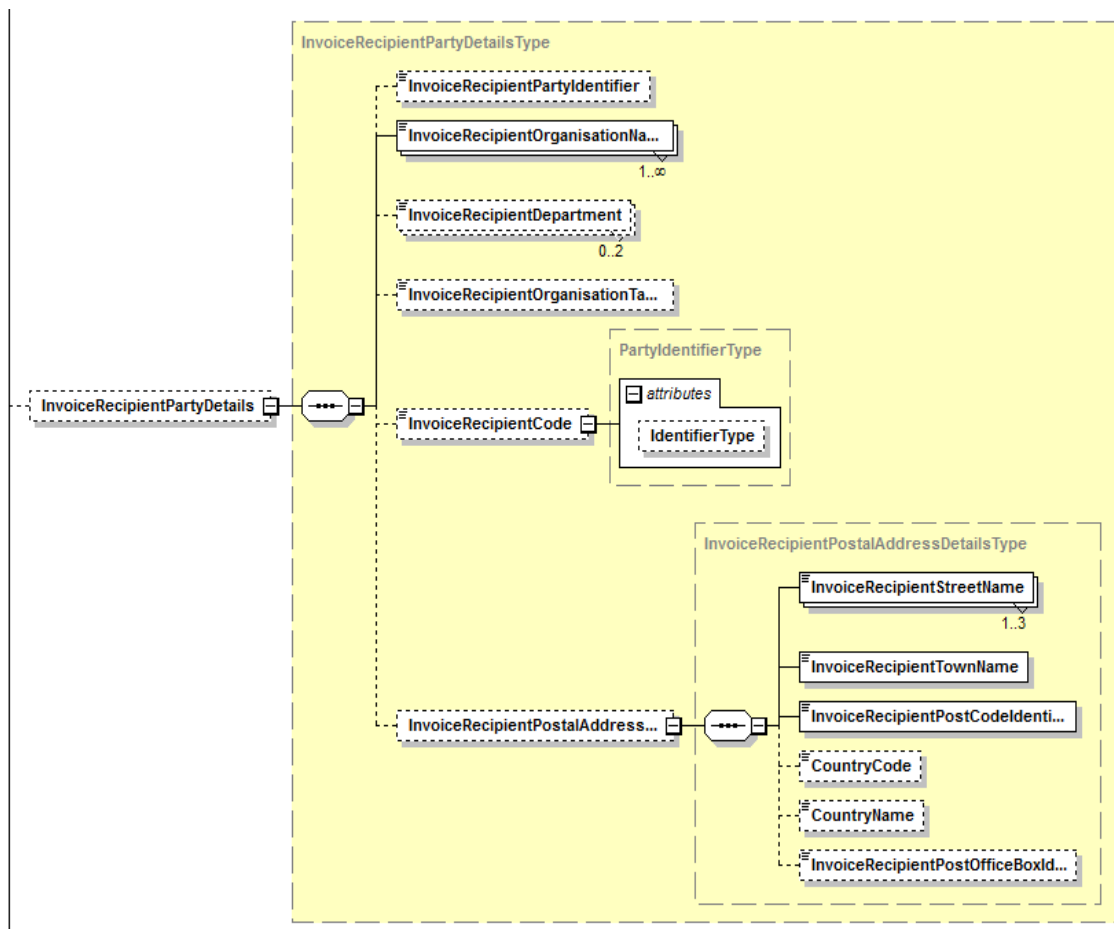 InvoiceRecipientPartyDetailsType
InvoiceRecipientPartyIdentifier
InvoiceRecipientOrganisationNa...
1..∞
InvoiceRecipientDepartment
0..2
InvoiceRecipientOrganisationTa...
PartyIdentifierType
attributes
InvoiceRecipientPartyDetails
InvoiceRecipientCode
IdentifierType
InvoiceRecipientPostalAddressDetailsType
InvoiceRecipientStreetName
1..3
InvoiceRecipientTownName
InvoiceRecipientPostalAddress...
InvoiceRecipientPostCodeIdenti...
CountryCode
CountryName
InvoiceRecipientPostOfficeBoxId...